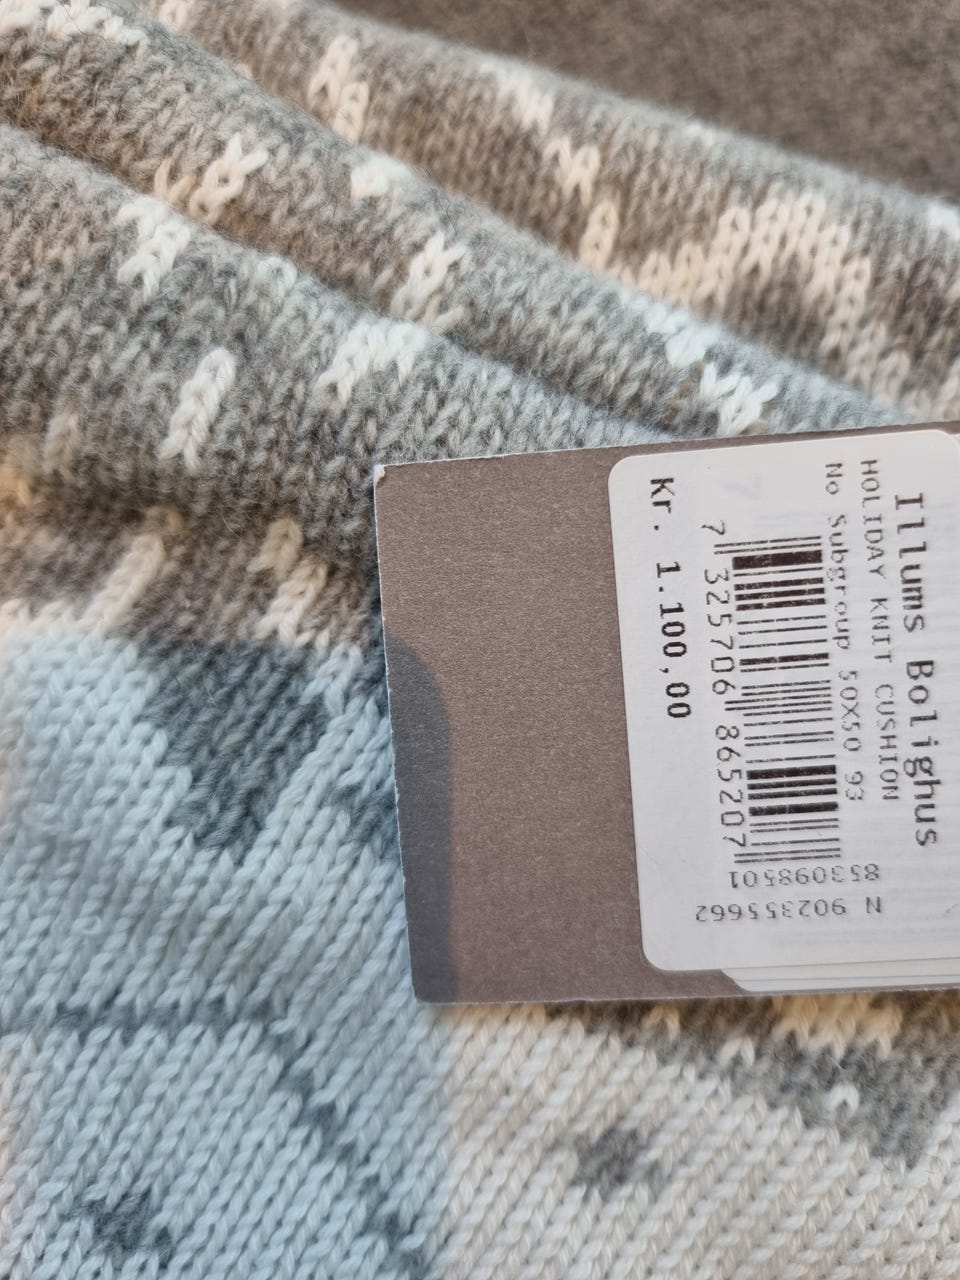 Illums Bolighus
HOLIDAY KNIT CUSHION
No Subgroup 50X50 93
7 325706 865207
Kr. 1.100,00
853098501
N 902355662